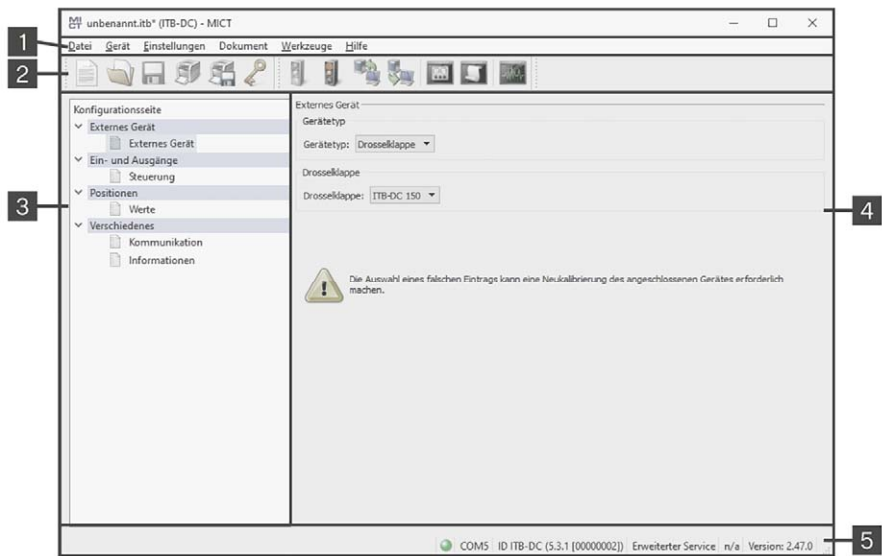 MICT unbenannt.itb* (ITB-DC) - MICT
1
Datei Gerät Einstellungen Dokument Werkzeuge Hilfe
2
Konfigurationsseite
Externes Gerät
Externes Gerät
Ein- und Ausgänge
Steuerung
Positionen
Werte
Verschiedenes
Kommunikation
Informationen
3
Externes Gerät
Gerätetyp
Gerätetyp: Drosselklappe
Drosselklappe
Drosselklappe: ITB-DC 150
4
Die Auswahl eines falschen Eintrags kann eine Neukalibrierung des angeschlossenen Gerätes erforderlich
machen.
COM5 ID ITB-DC (5.3.1 [00000002]) Erweiterter Service n/a Version: 2.47.0
5